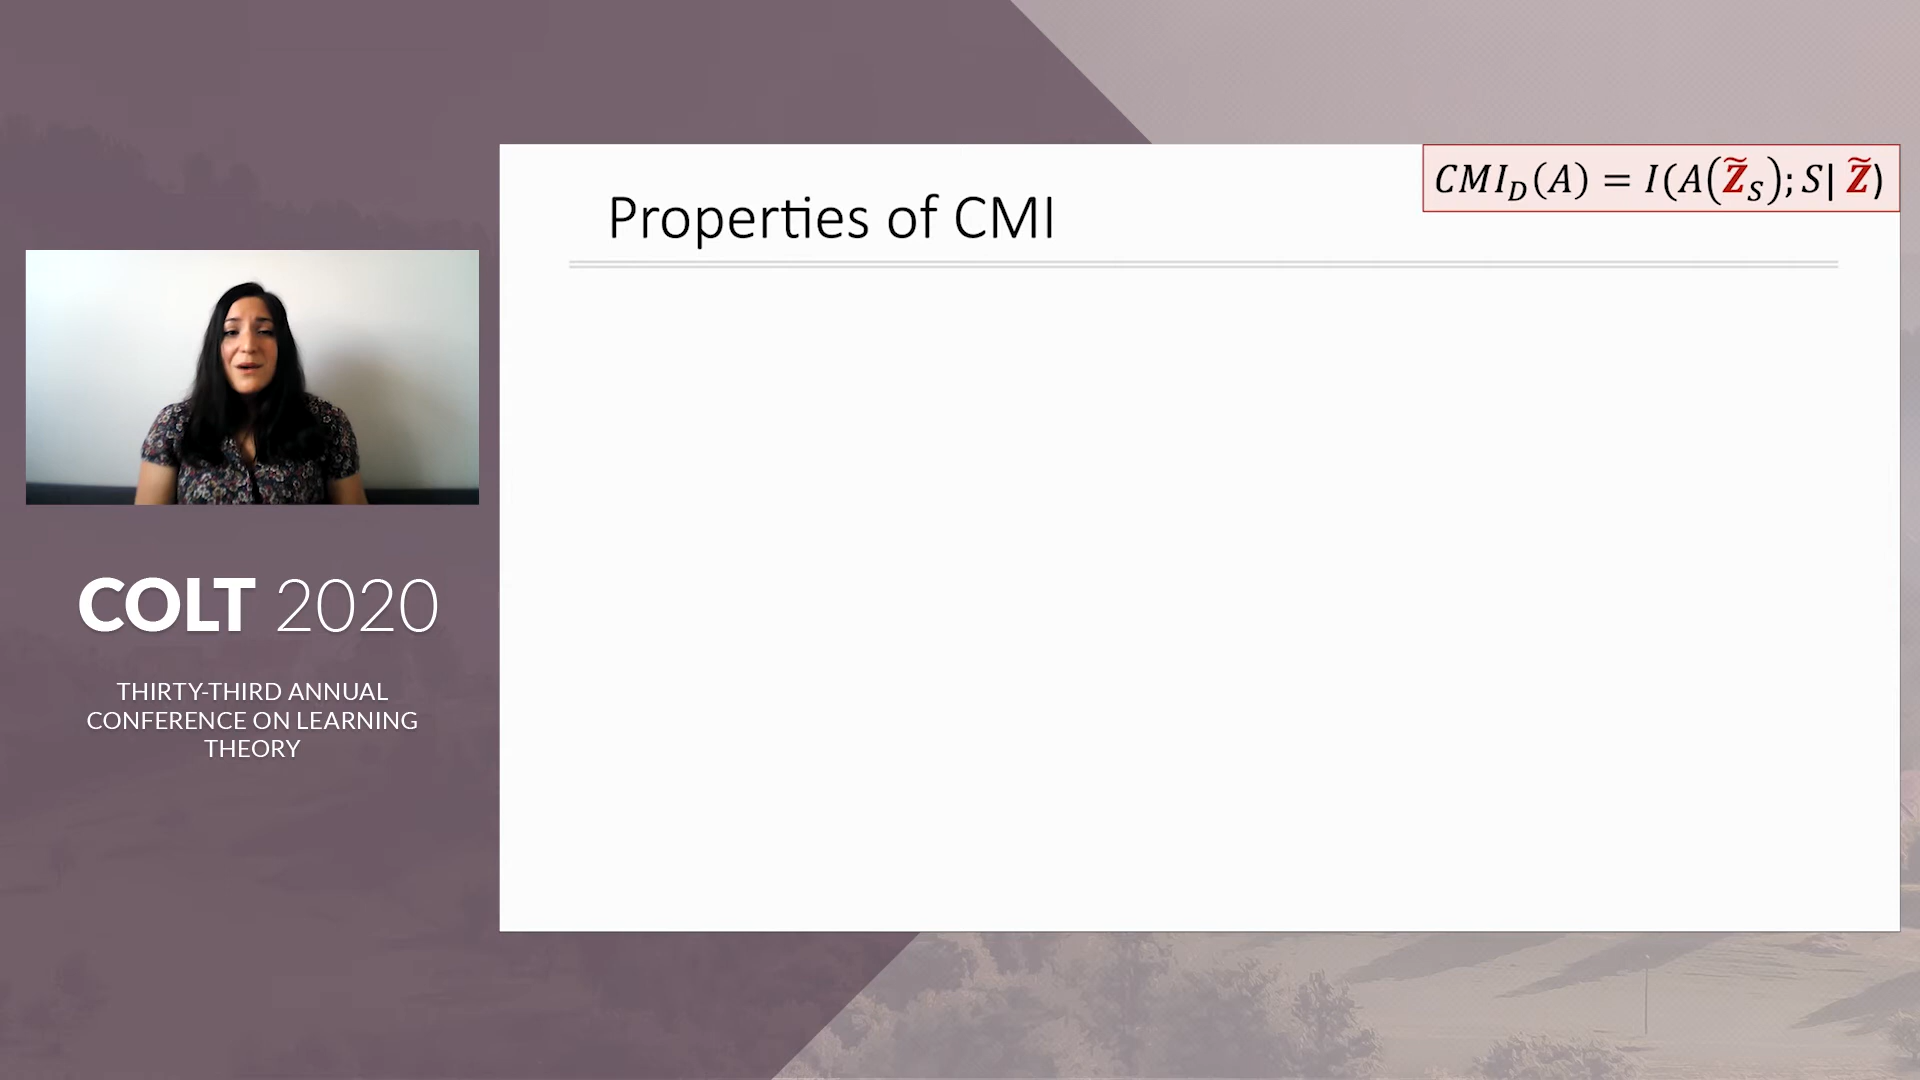 Properties of CMI
CMI_D(A) = I(A(Z̃_S); S| Z̃)
COLT 2020
THIRTY-THIRD ANNUAL
CONFERENCE ON LEARNING
THEORY